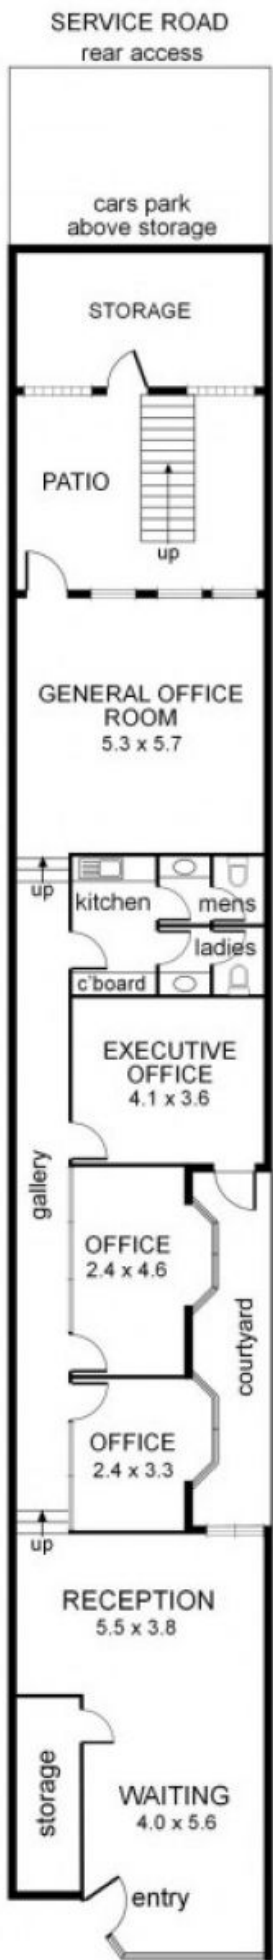 SERVICE ROAD
rear access
cars park
above storage
STORAGE
PATIO
up
GENERAL OFFICE
ROOM
5.3 x 5.7
up
kitchen
mens
ladies
c'board
EXECUTIVE
OFFICE
4.1 x 3.6
gallery
OFFICE
2.4 x 4.6
courtyard
OFFICE
2.4 x 3.3
up
RECEPTION
5.5 x 3.8
storage
WAITING
4.0 x 5.6
entry